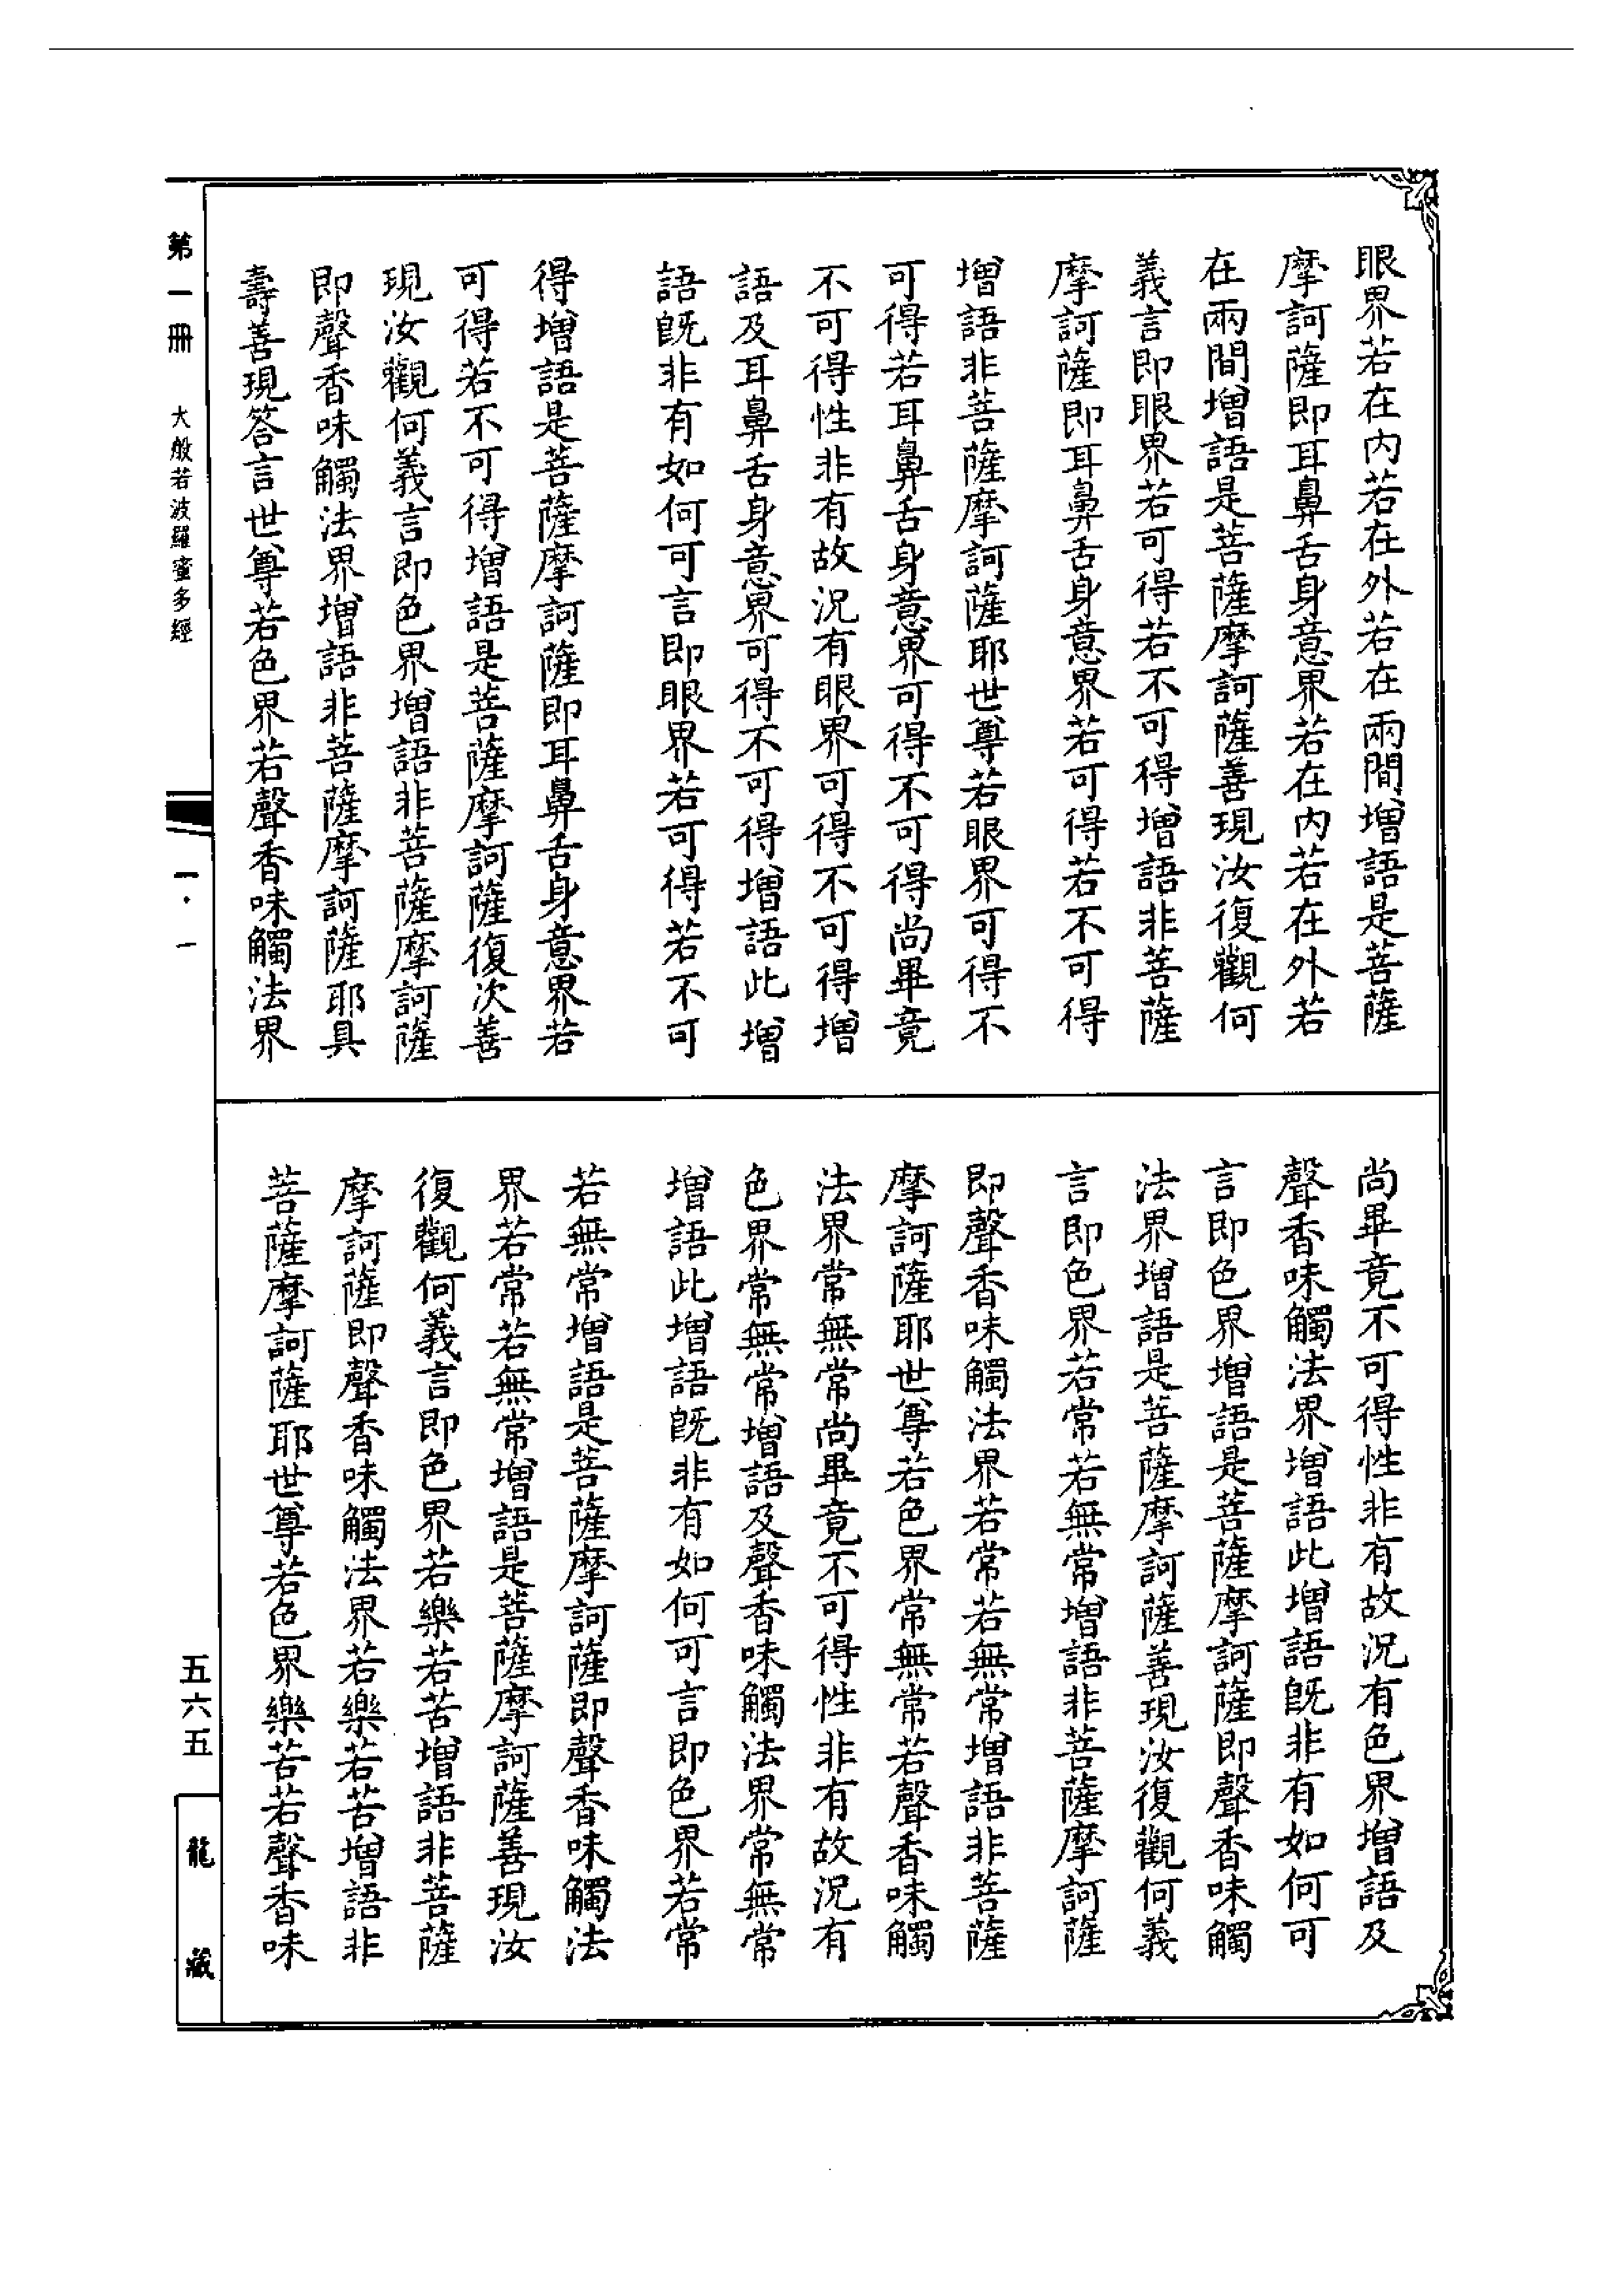 眼界若在内若在外若在兩間增語是菩薩
摩訶薩即耳鼻舌身意界若在内若在外若
在兩間增語是菩薩摩訶薩善現汝復觀何
義言即眼界若可得若不可得增語非菩薩
摩訶薩即耳鼻舌身意界若可得若不可得
增語非菩薩摩訶薩耶世尊若眼界可得不
可得若耳鼻舌身意界可得不可得尚畢竟
不可得性非有故況有眼界可得不可得增
語及耳鼻舌身意界可得不可得增語此增
語旣非有如何可言即眼界若可得若不可
得增語是菩薩摩訶薩即耳鼻舌身意界若
可得若不可得增語是菩薩摩訶薩復次善
現汝觀何義言即色界增語非菩薩摩訶薩
即聲香味觸法界增語非菩薩摩訶薩耶具
壽善現答言世尊若色界若聲香味觸法界
尚畢竟不可得性非有故況有色界增語及
聲香味觸法界增語此增語旣非有如何可
言即色界增語是菩薩摩訶薩即聲香味觸
法界增語是菩薩摩訶薩善現汝復觀何義
言即色界若常若無常增語非菩薩摩訶薩
即聲香味觸法界若常若無常增語非菩薩
摩訶薩耶世尊若色界常無常若聲香味觸
法界常無常尚畢竟不可得性非有故況有
色界常無常增語及聲香味觸法界常無常
增語此增語旣非有如何可言即色界若常
若無常增語是菩薩摩訶薩即聲香味觸法
界若常若無常增語是菩薩摩訶薩善現汝
復觀何義言即色界若樂若苦增語非菩薩
摩訶薩即聲香味觸法界若樂若苦增語非
菩薩摩訶薩耶世尊若色界樂苦若聲香味
第一冊 大般若波羅蜜多經 一·一 五六五 龍藏